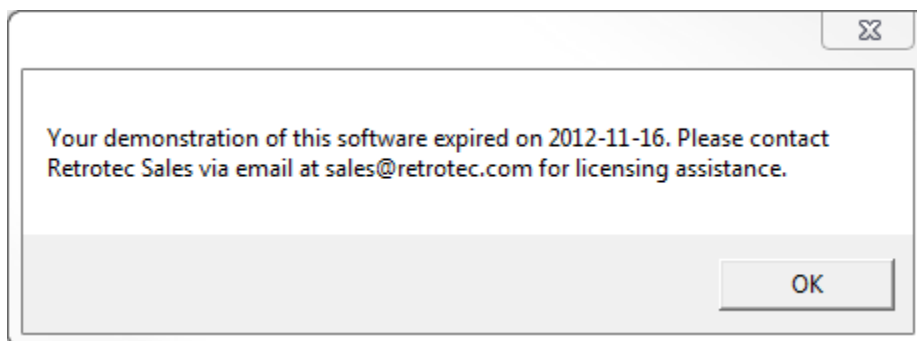 Your demonstration of this software expired on 2012-11-16. Please contact
Retrotec Sales via email at sales@retrotec.com for licensing assistance.
OK